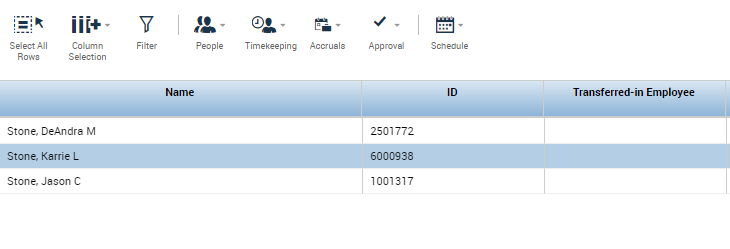 Select All Rows
Column Selection
Filter
People
Timekeeping
Accruals
Approval
Schedule
Name ID Transferred-in Employee
Stone, DeAndra M 2501772
Stone, Karrie L 6000938
Stone, Jason C 1001317